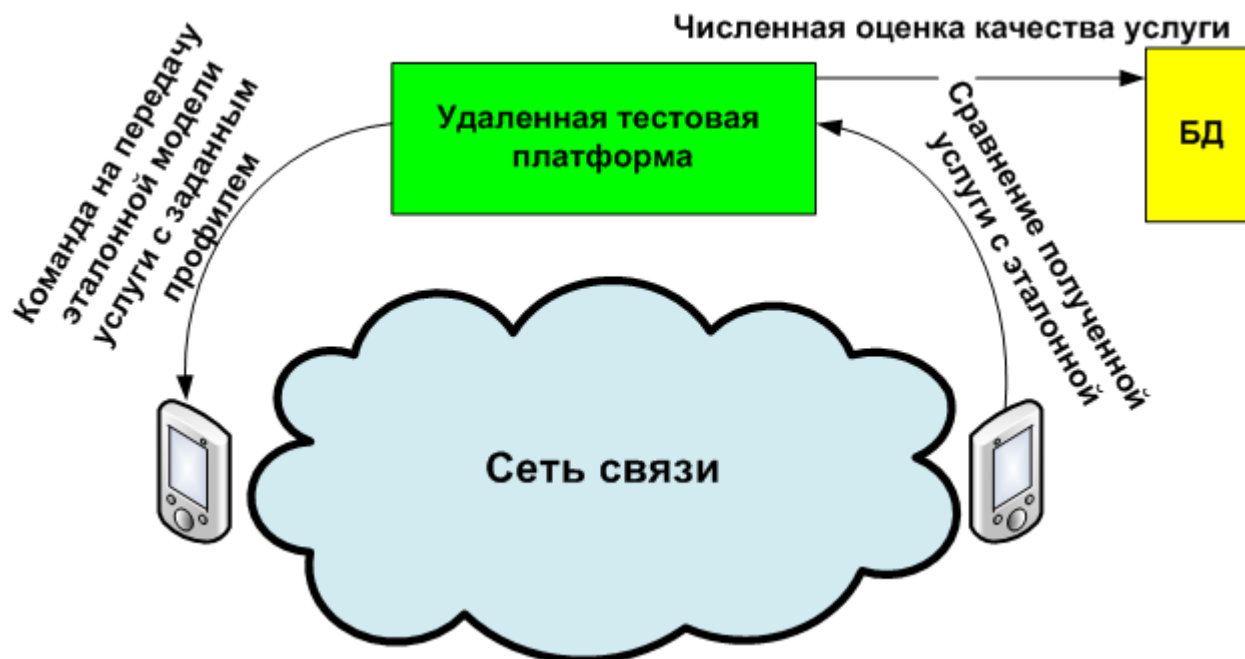 Численная оценка качества услуги
Команда на передачу
эталонной модели
услуги с заданным
профилем
Удаленная тестовая
платформа
Сравнение полученной
услуги с эталонной
БД
Сеть связи